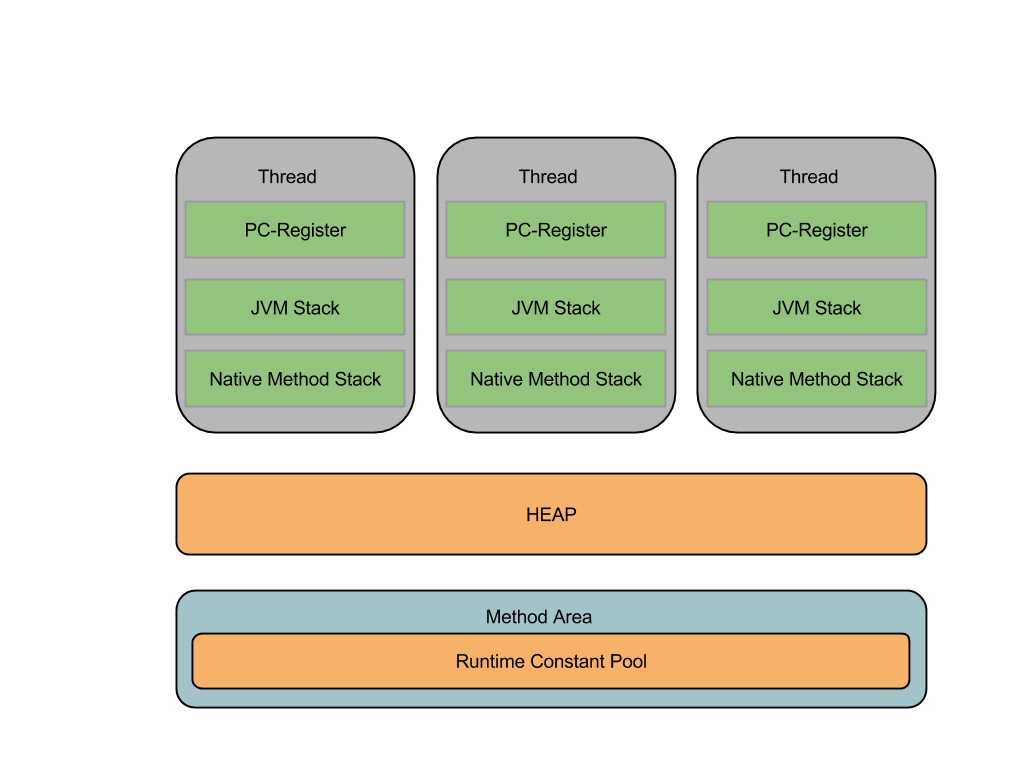 Thread
PC-Register
JVM Stack
Native Method Stack
Thread
PC-Register
JVM Stack
Native Method Stack
Thread
PC-Register
JVM Stack
Native Method Stack
HEAP
Method Area
Runtime Constant Pool